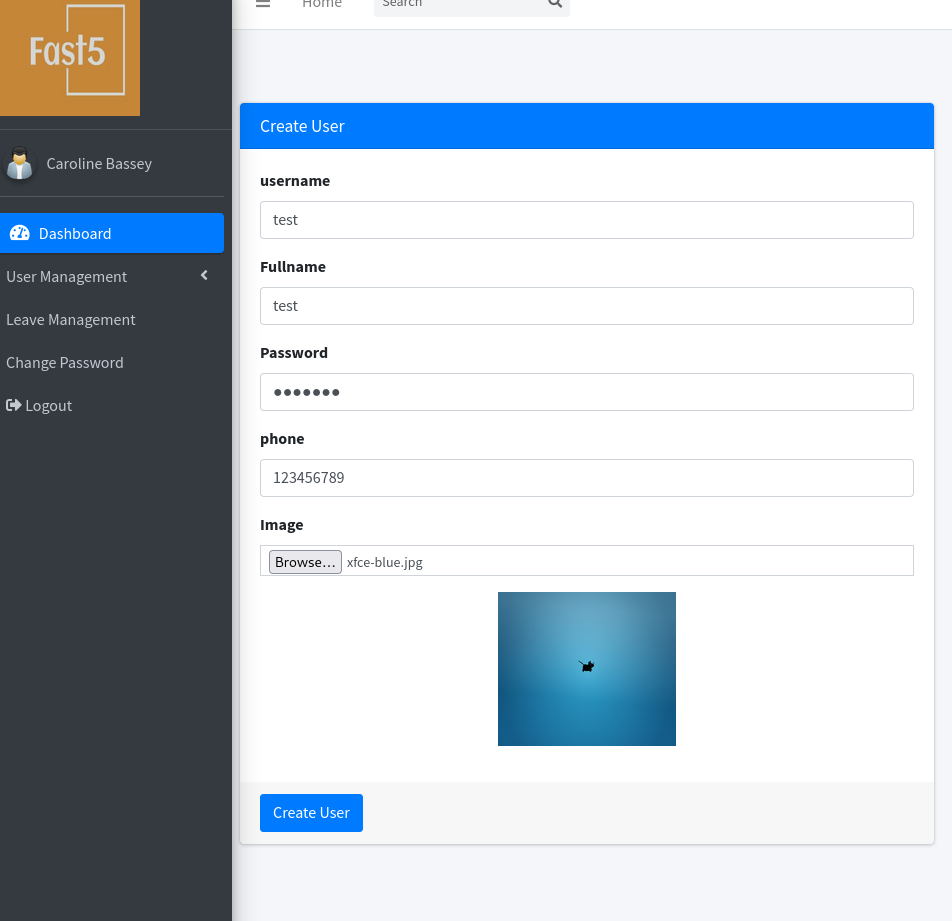 Home
Search
Fast5
Caroline Bassey
Dashboard
User Management
Leave Management
Change Password
Logout
Create User
username
test
Fullname
test
Password
●●●●●●●
phone
123456789
Image
Browse... xfce-blue.jpg
Create User